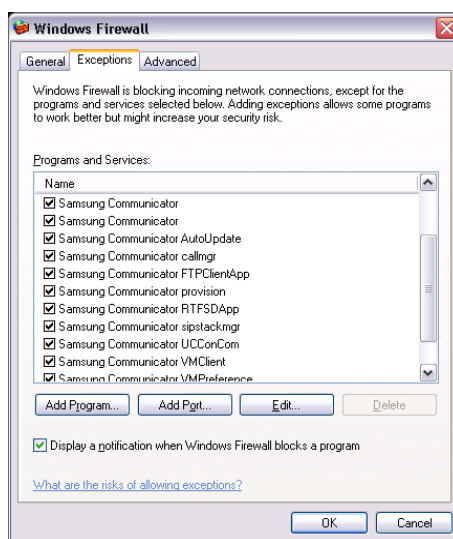 Windows Firewall
General Exceptions Advanced
Windows Firewall is blocking incoming network connections, except for the
programs and services selected below. Adding exceptions allows some programs
to work better but might increase your security risk.
Programs and Services:
Name
Samsung Communicator
Samsung Communicator
Samsung Communicator AutoUpdate
Samsung Communicator callmgr
Samsung Communicator FTPClientApp
Samsung Communicator provision
Samsung Communicator RTFSDApp
Samsung Communicator sipstackmgr
Samsung Communicator UCConCom
Samsung Communicator VMClient
Samsung Communicator VMPreference
Add Program... Add Port... Edit... Delete
Display a notification when Windows Firewall blocks a program
What are the risks of allowing exceptions?
OK Cancel